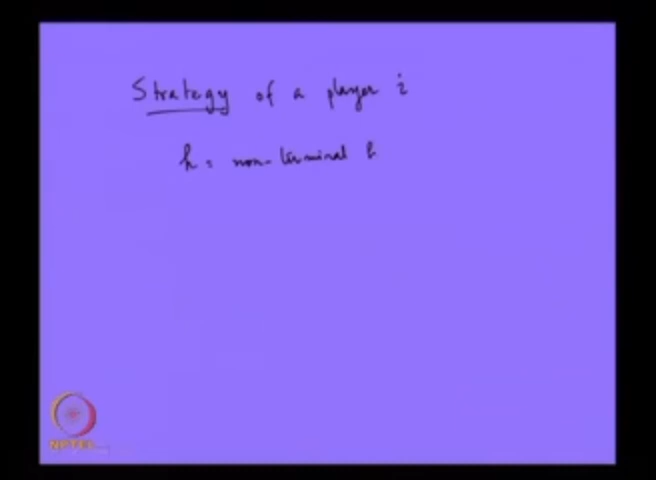 Strategy of a player i
h = non-terminal h
NPTEL